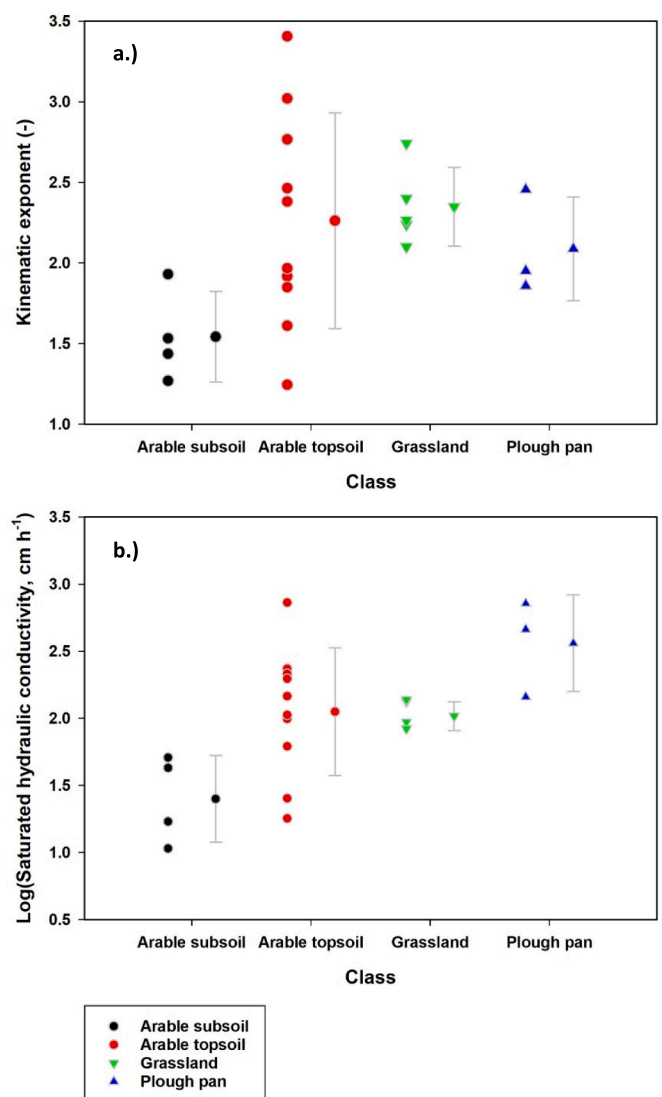 a.)
Kinematic exponent (-)
3.5
3.0
2.5
2.0
1.5
1.0
Arable subsoil Arable topsoil Grassland Plough pan
Class
b.)
Log(Saturated hydraulic conductivity, cm h⁻¹)
3.5
3.0
2.5
2.0
1.5
1.0
0.5
Arable subsoil Arable topsoil Grassland Plough pan
Class
Arable subsoil
Arable topsoil
Grassland
Plough pan